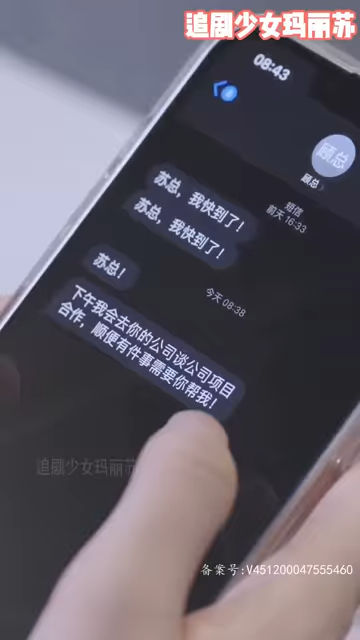 追剧少女玛丽苏
08:43
顾总
顾总
短信
前天 16:33
苏总，我快到了！
苏总，我快到了！
今天 08:38
苏总！
下午我会去你的公司谈公司项目
合作，顺便有件事需要你帮我！
追剧少女玛丽苏
备案号:V451200047555460